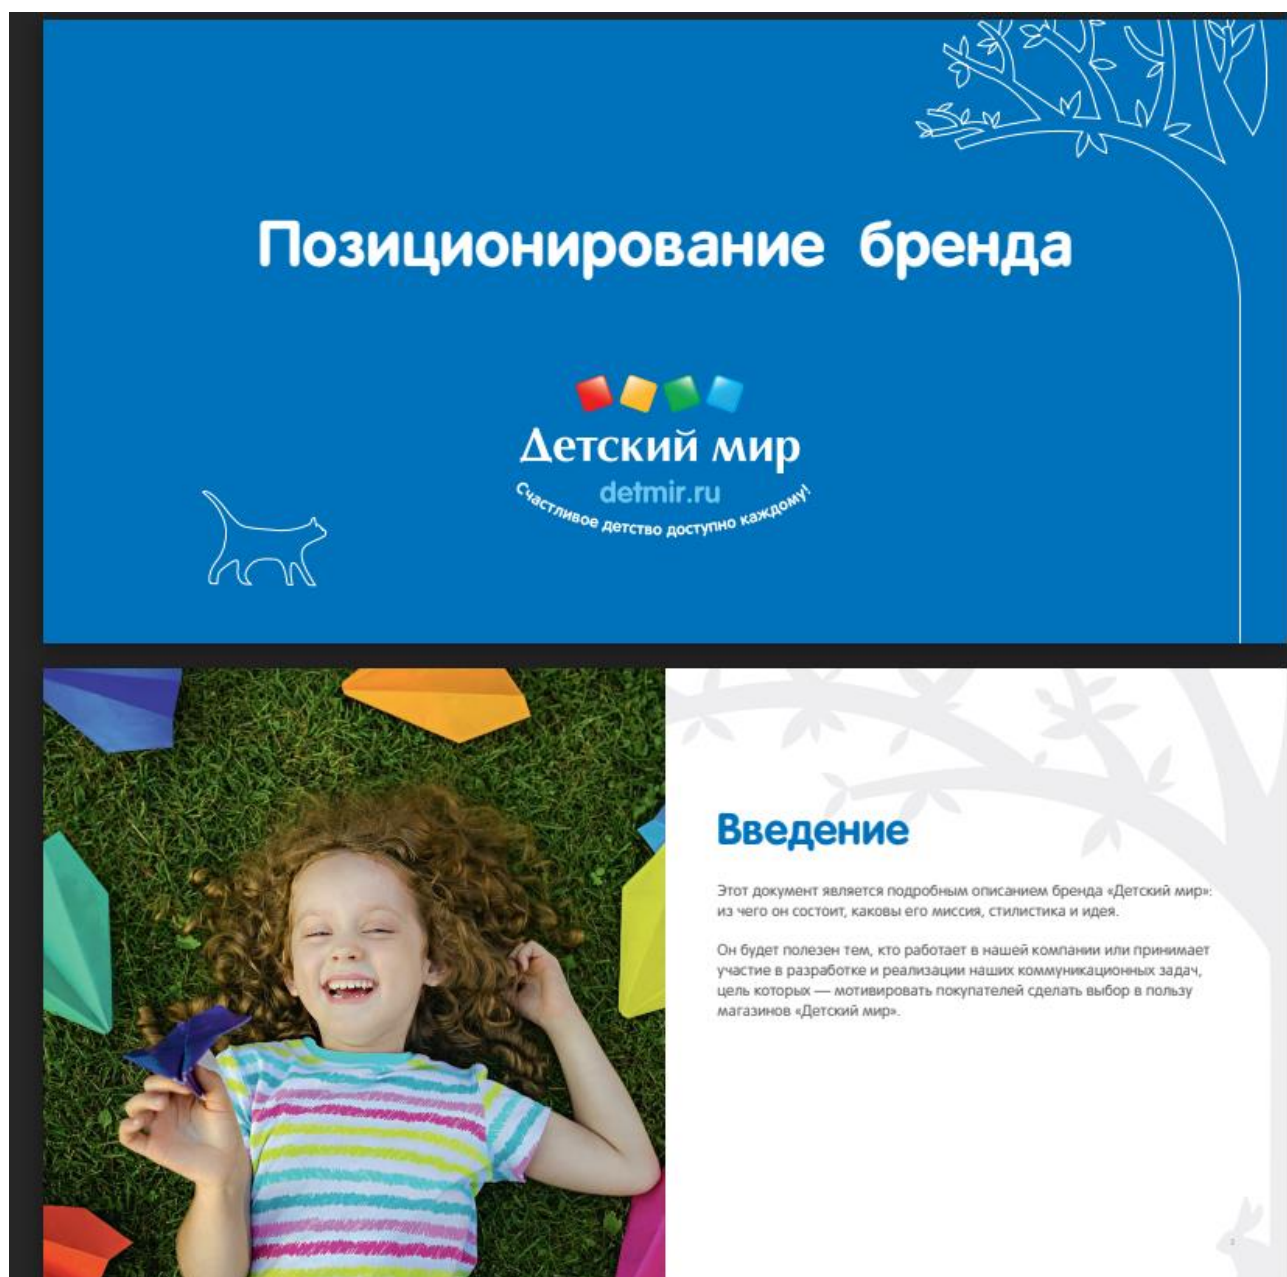 Позиционирование бренда
Детский мир
detmir.ru
Счастливое детство доступно каждому!
Введение
Этот документ является подробным описанием бренда «Детский мир»:
из чего он состоит, каковы его миссия, стилистика и идея.
Он будет полезен тем, кто работает в нашей компании или принимает
участие в разработке и реализации наших коммуникационных задач,
цель которых — мотивировать покупателей сделать выбор в пользу
магазинов «Детский мир».